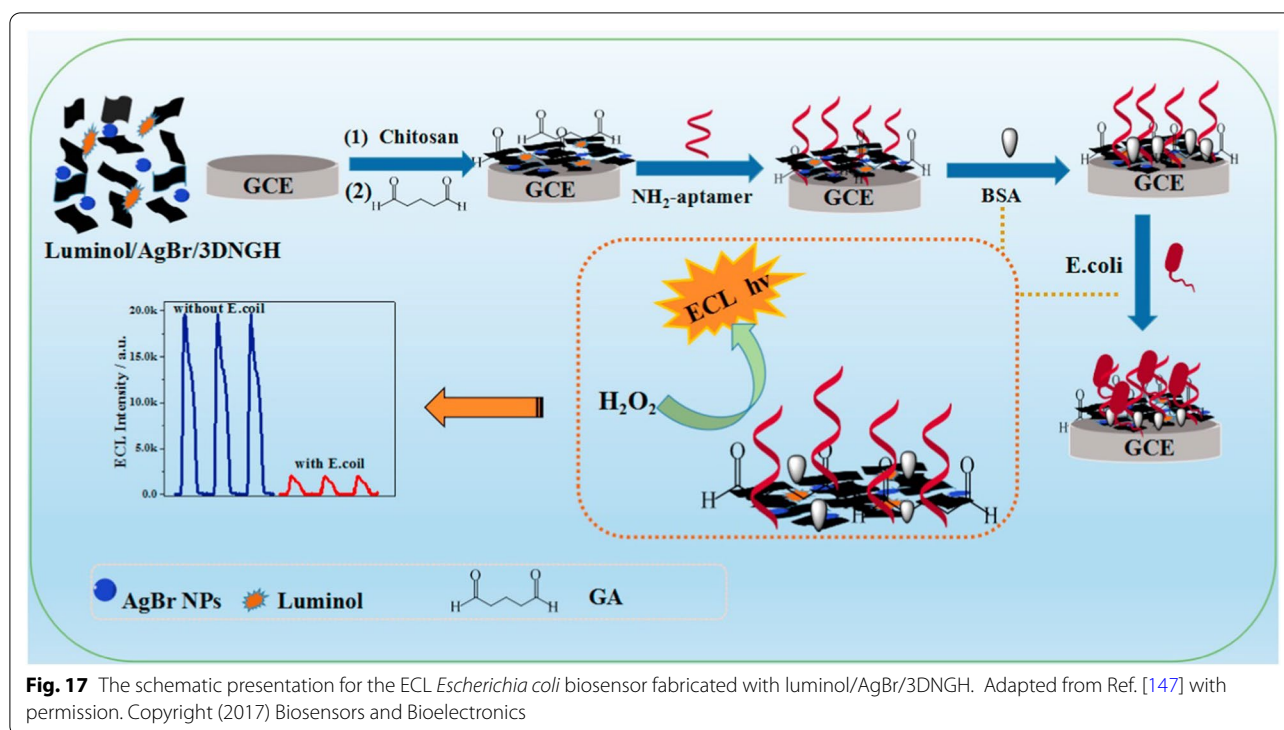 (1) Chitosan
(2)
H
O
O
H
GCE
Luminol/AgBr/3DNGH
O
O
O
O
H
H
GCE
NH₂-aptamer
O
O
H
H
GCE
BSA
O
O
H
H
GCE
E.coli
O
O
H
GCE
ECL hv
H₂O₂
O
O
O
H
H
H
ECL Intensity / a.u.
20.0k
15.0k
10.0k
5.0k
0.0
without E.coil
with E.coil
AgBr NPs
Luminol
O
O
H
H
GA
Fig. 17 The schematic presentation for the ECL Escherichia coli biosensor fabricated with luminol/AgBr/3DNGH. Adapted from Ref. [147] with
permission. Copyright (2017) Biosensors and Bioelectronics